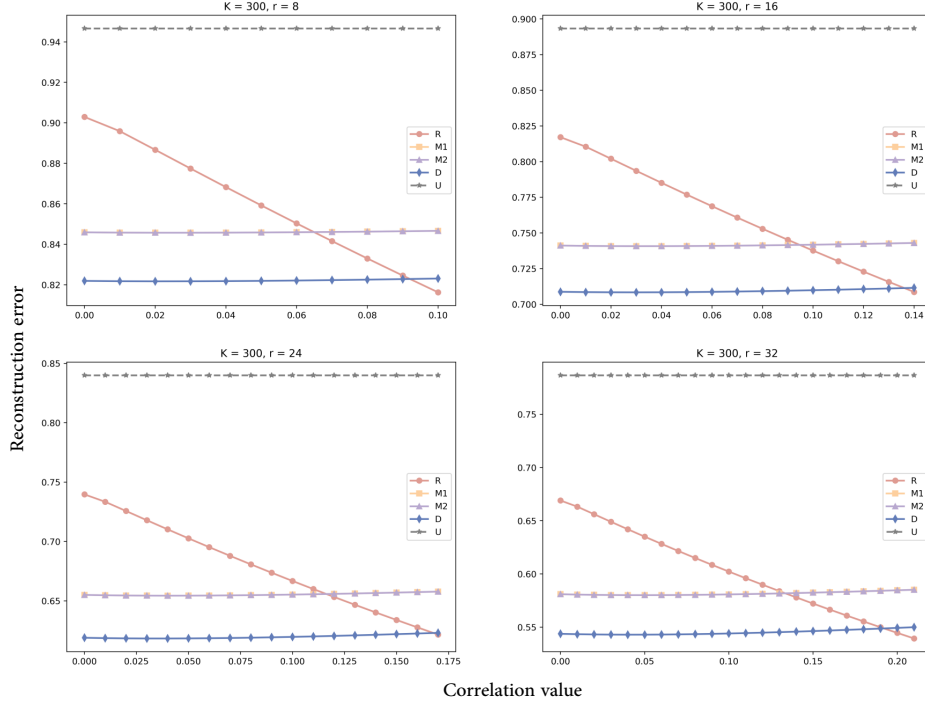 K = 300, r = 8
0.94
0.92
0.90
0.88
0.86
0.84
0.82
0.00 0.02 0.04 0.06 0.08 0.10
R
M1
M2
D
U
K = 300, r = 16
0.900
0.875
0.850
0.825
0.800
0.775
0.750
0.725
0.700
0.00 0.02 0.04 0.06 0.08 0.10 0.12 0.14
R
M1
M2
D
U
Reconstruction error
K = 300, r = 24
0.85
0.80
0.75
0.70
0.65
0.000 0.025 0.050 0.075 0.100 0.125 0.150 0.175
R
M1
M2
D
U
K = 300, r = 32
0.75
0.70
0.65
0.60
0.55
0.00 0.05 0.10 0.15 0.20
R
M1
M2
D
U
Correlation value